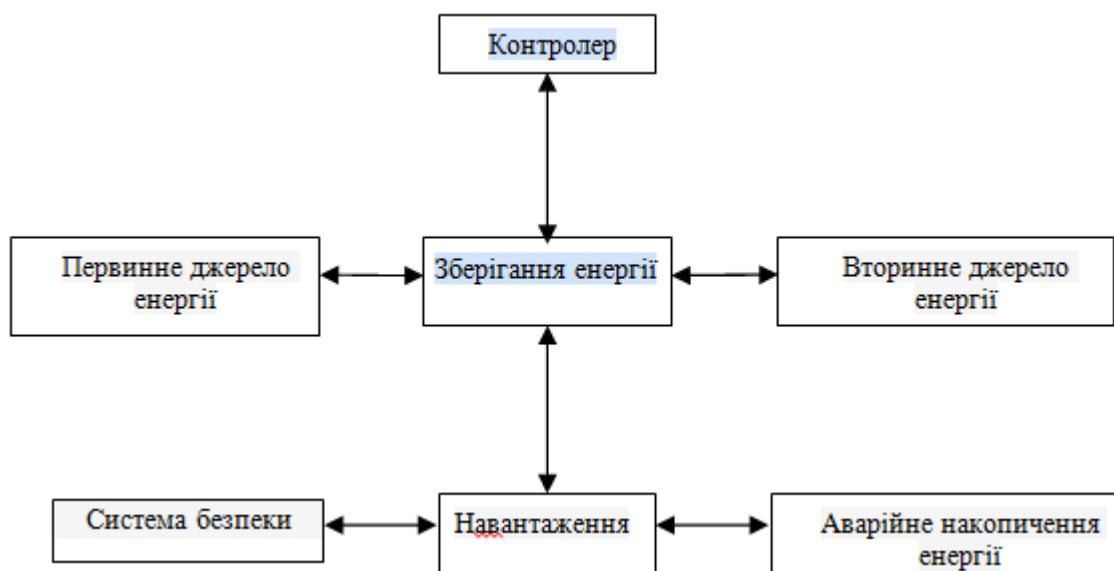 Контролер
Первинне джерело
енергії
Зберігання енергії
Вторинне джерело
енергії
Система безпеки
Навантаження
Аварійне накопичення
енергії